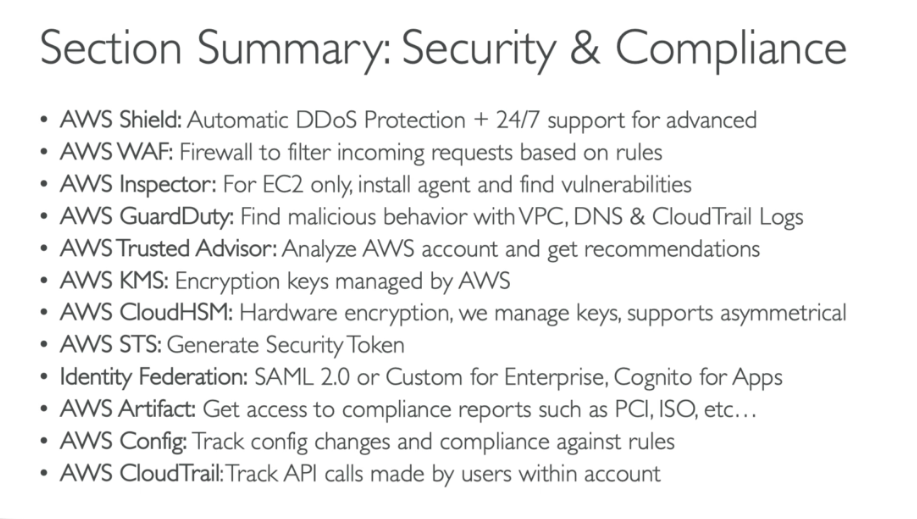 Section Summary: Security & Compliance
• AWS Shield: Automatic DDoS Protection + 24/7 support for advanced
• AWS WAF: Firewall to filter incoming requests based on rules
• AWS Inspector: For EC2 only, install agent and find vulnerabilities
• AWS GuardDuty: Find malicious behavior with VPC, DNS & CloudTrail Logs
• AWS Trusted Advisor: Analyze AWS account and get recommendations
• AWS KMS: Encryption keys managed by AWS
• AWS CloudHSM: Hardware encryption, we manage keys, supports asymmetrical
• AWS STS: Generate Security Token
• Identity Federation: SAML 2.0 or Custom for Enterprise, Cognito for Apps
• AWS Artifact: Get access to compliance reports such as PCI, ISO, etc…
• AWS Config: Track config changes and compliance against rules
• AWS CloudTrail: Track API calls made by users within account